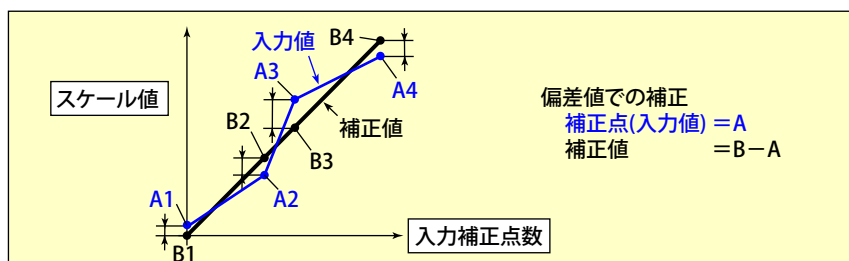 B4
入力値
A3
A4
スケール値
偏差値での補正
補正点(入力値)＝A
補正値　　　　＝B−A
補正値
B2
B3
A1
A2
B1
入力補正点数